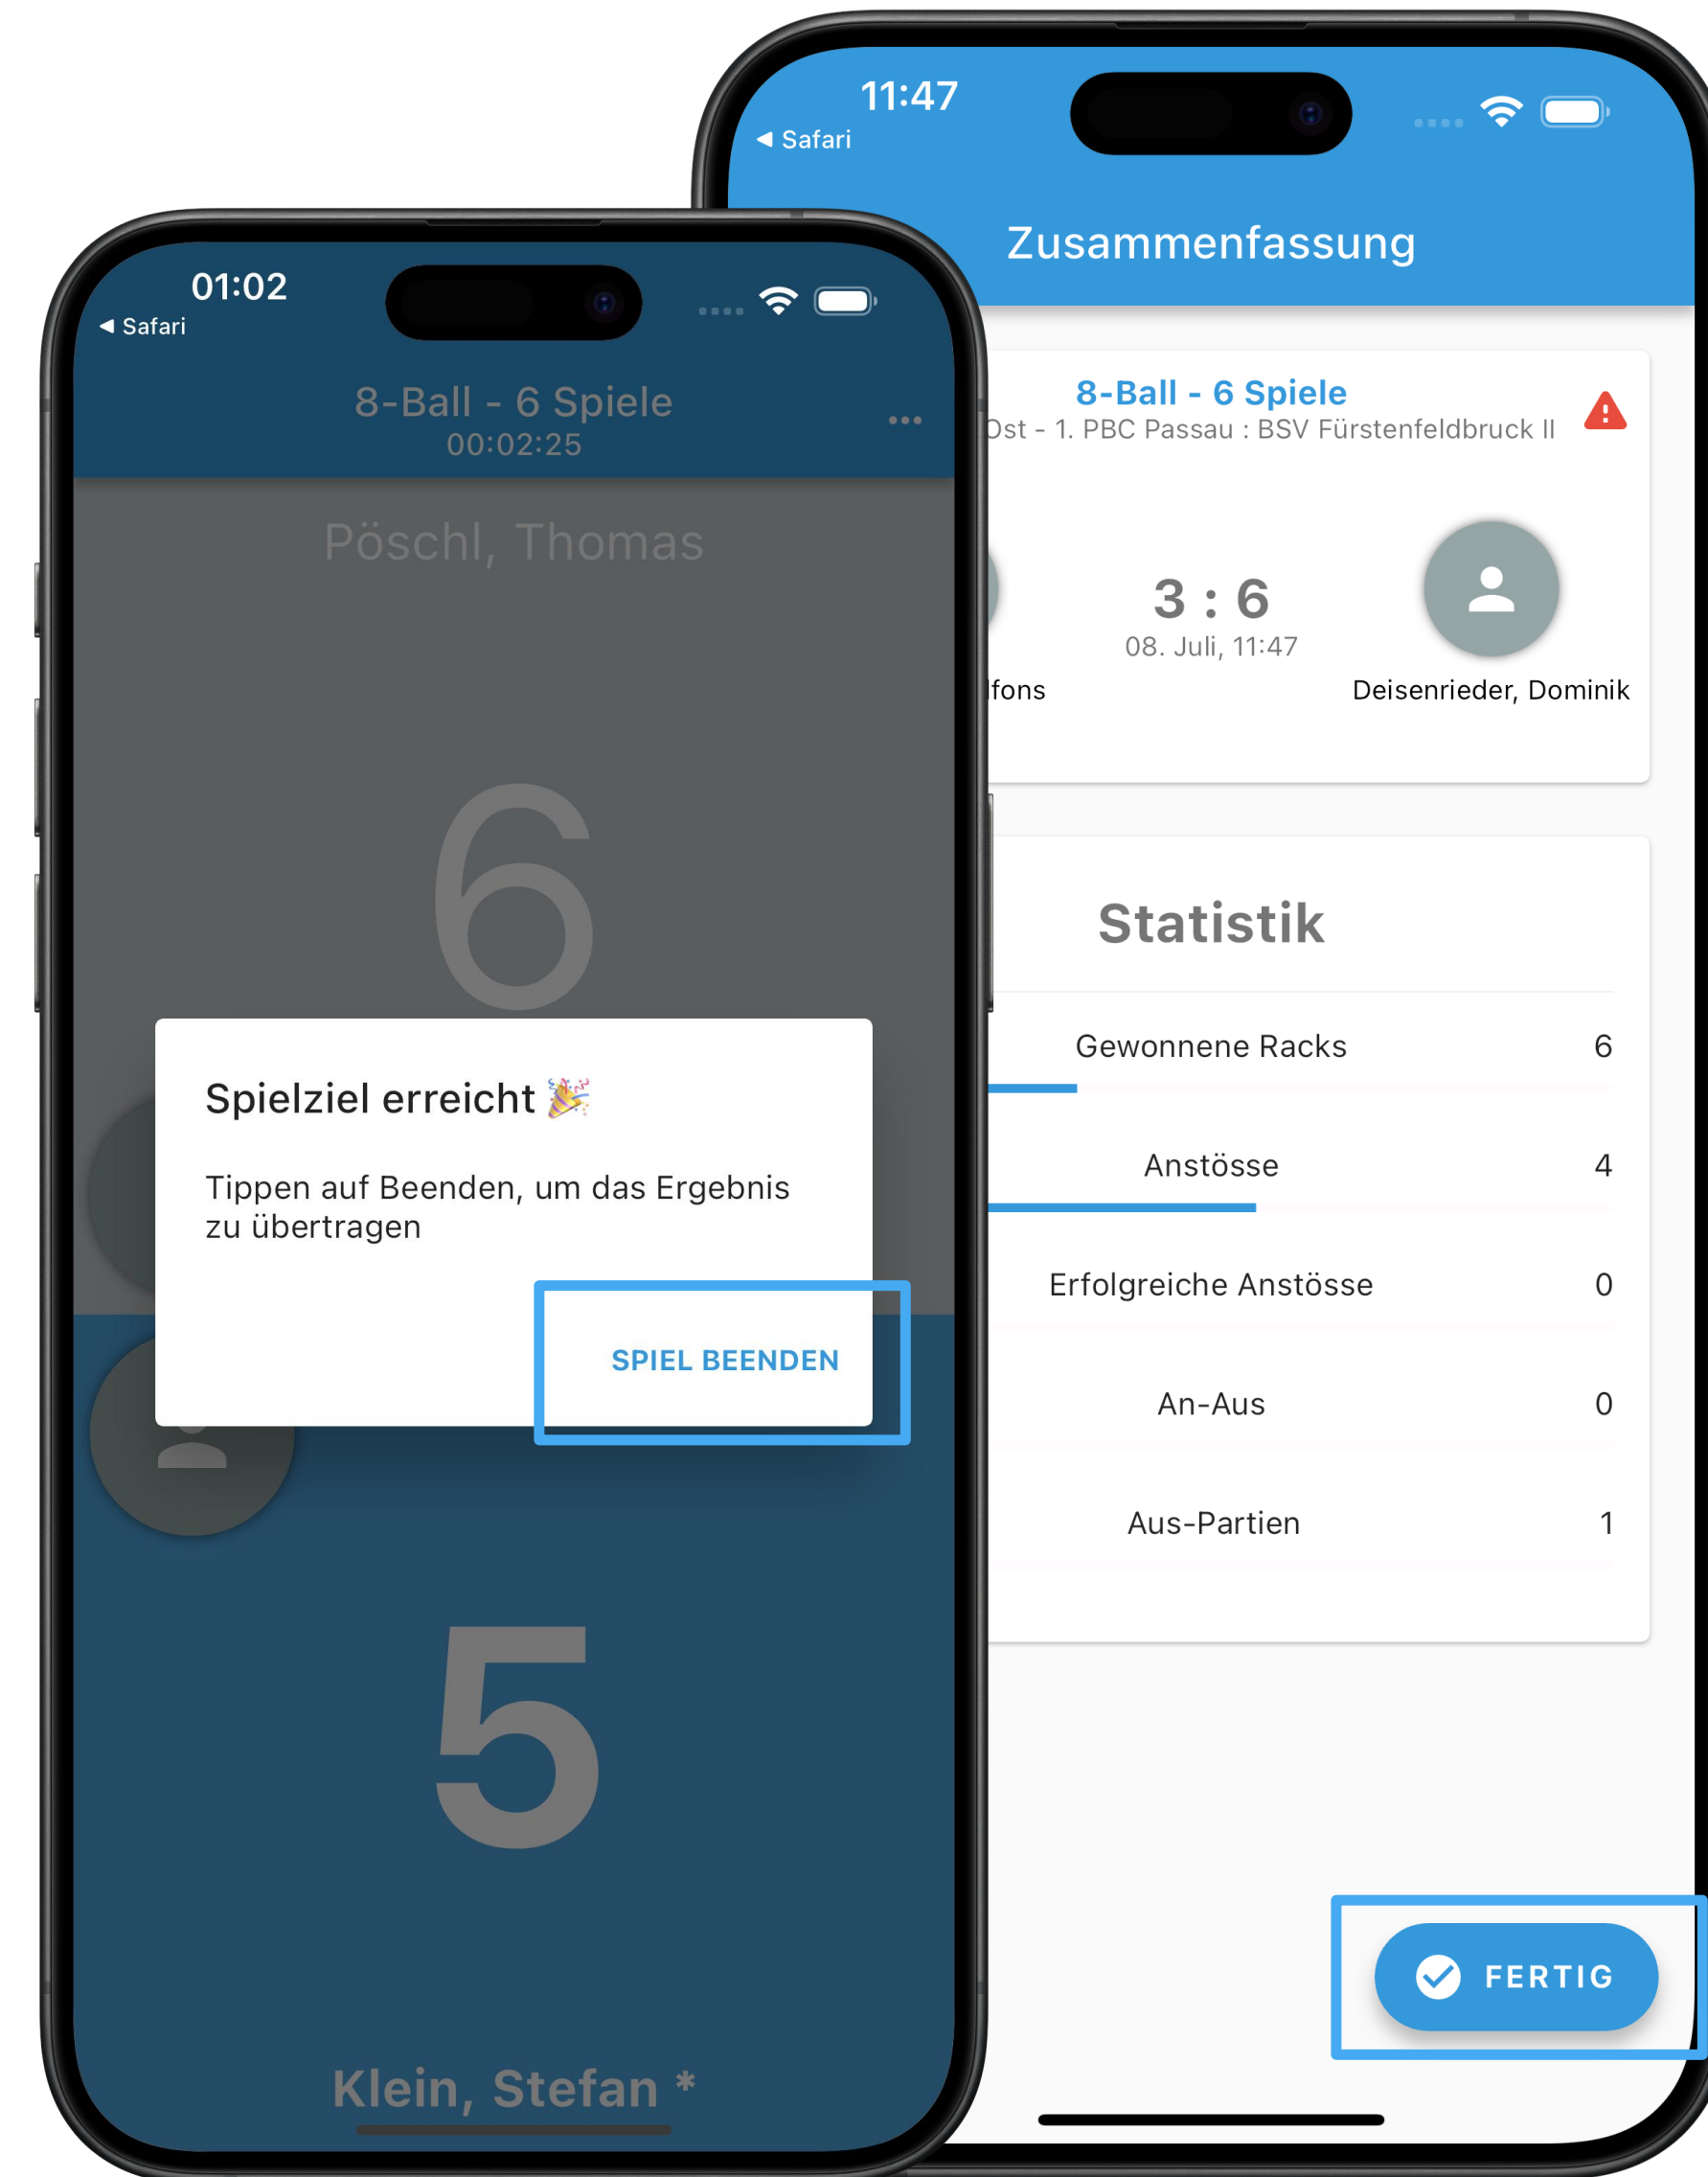 01:02
◀ Safari
8-Ball - 6 Spiele
00:02:25
Pöschl, Thomas
6
Spielziel erreicht 🎉
Tippen auf Beenden, um das Ergebnis
zu übertragen
SPIEL BEENDEN
5
Klein, Stefan *
11:47
◀ Safari
Zusammenfassung
8-Ball - 6 Spiele
Ost - 1. PBC Passau : BSV Fürstenfeldbruck II
3 : 6
08. Juli, 11:47
lfons
Deisenrieder, Dominik
Statistik
Gewonnene Racks 6
Anstösse 4
Erfolgreiche Anstösse 0
An-Aus 0
Aus-Partien 1
FERTIG